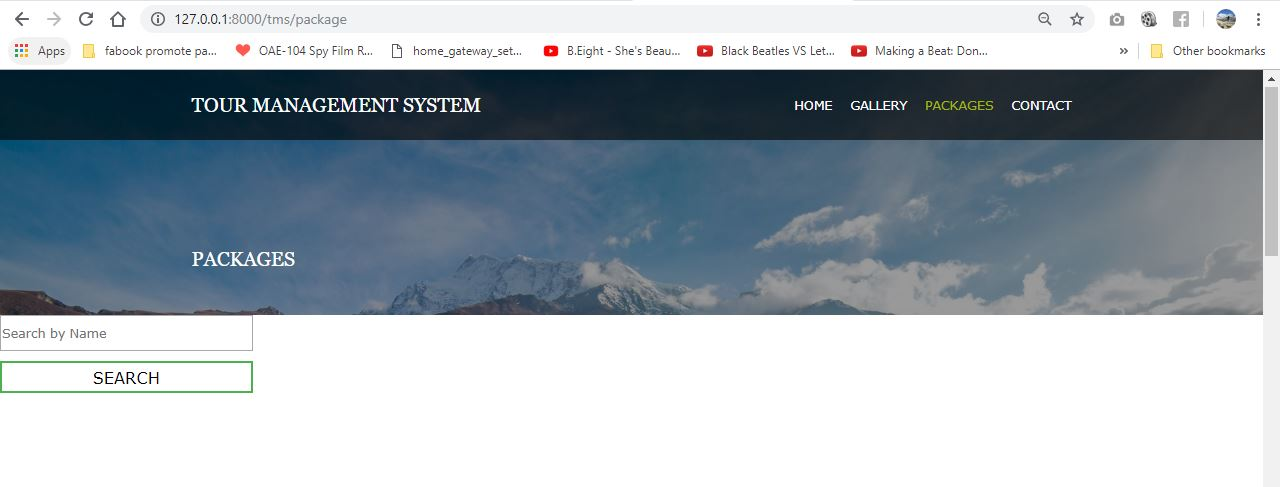 127.0.0.1:8000/tms/package
Apps fabook promote pa... OAE-104 Spy Film R... home_gateway_set... B.Eight - She's Beau... Black Beatles VS Let... Making a Beat: Don... » Other bookmarks
TOUR MANAGEMENT SYSTEM HOME GALLERY PACKAGES CONTACT
PACKAGES
Search by Name
SEARCH